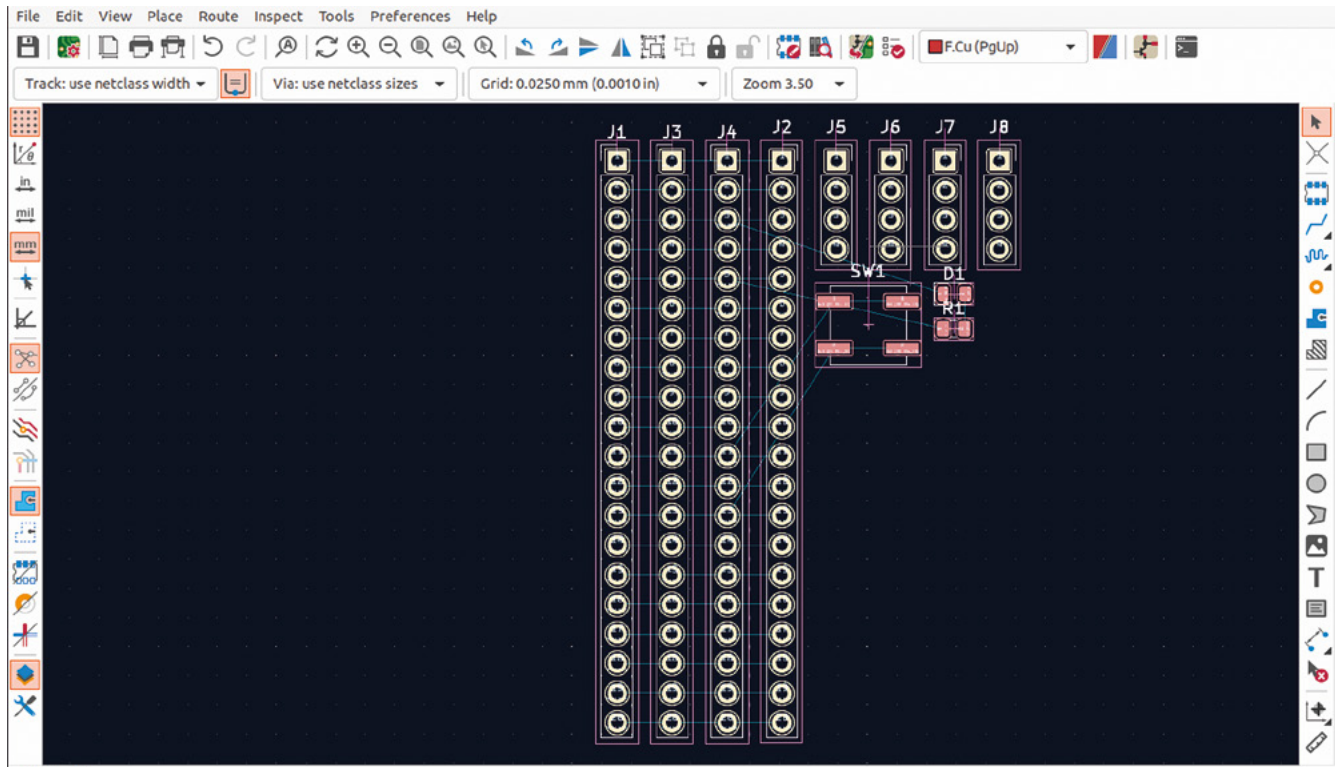 File Edit View Place Route Inspect Tools Preferences Help
F.Cu (PgUp)
Track: use netclass width Via: use netclass sizes Grid: 0.0250 mm (0.0010 in) Zoom 3.50
in
mil
mm
J1 J3 J4 J2 J5 J6 J7 J8
SW1 D1
R1